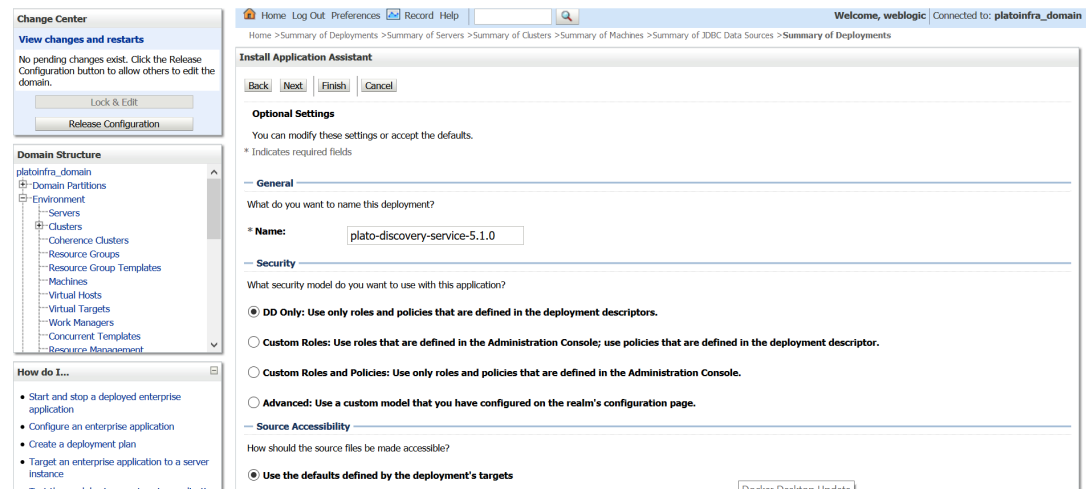 Change Center
View changes and restarts
No pending changes exist. Click the Release
Configuration button to allow others to edit the
domain.
Lock & Edit
Release Configuration
Domain Structure
platoinfra_domain
Domain Partitions
Environment
Servers
Clusters
Coherence Clusters
Resource Groups
Resource Group Templates
Machines
Virtual Hosts
Virtual Targets
Work Managers
Concurrent Templates
Resource Management
How do I...
Start and stop a deployed enterprise
application
Configure an enterprise application
Create a deployment plan
Target an enterprise application to a server
instance
Home Log Out Preferences Record Help
Welcome, weblogic Connected to: platoinfra_domain
Home >Summary of Deployments >Summary of Servers >Summary of Clusters >Summary of Machines >Summary of JDBC Data Sources >Summary of Deployments
Install Application Assistant
Back Next Finish Cancel
Optional Settings
You can modify these settings or accept the defaults.
* Indicates required fields
General
What do you want to name this deployment?
* Name: plato-discovery-service-5.1.0
Security
What security model do you want to use with this application?
DD Only: Use only roles and policies that are defined in the deployment descriptors.
Custom Roles: Use roles that are defined in the Administration Console; use policies that are defined in the deployment descriptor.
Custom Roles and Policies: Use only roles and policies that are defined in the Administration Console.
Advanced: Use a custom model that you have configured on the realm's configuration page.
Source Accessibility
How should the source files be made accessible?
Use the defaults defined by the deployment's targets
Docker Desktop Update